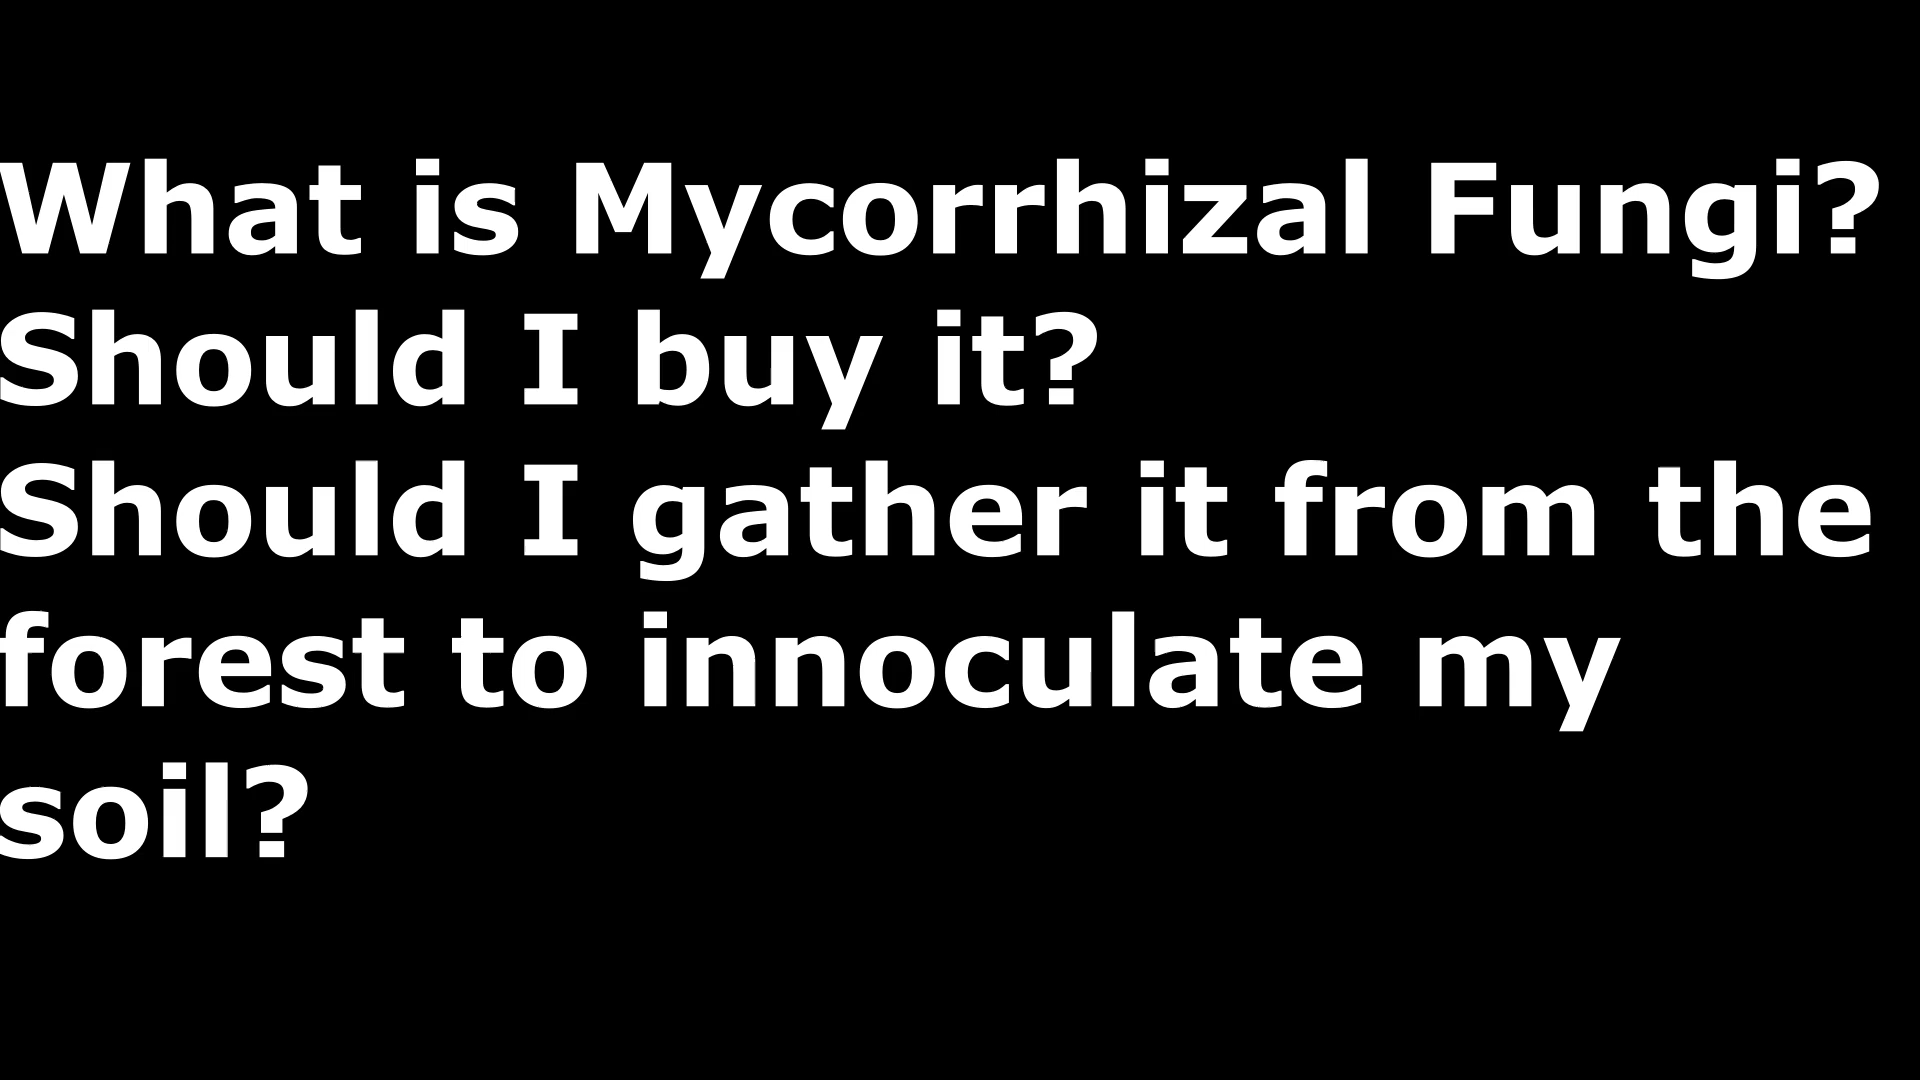 What is Mycorrhizal Fungi?
Should I buy it?
Should I gather it from the
forest to innoculate my
soil?